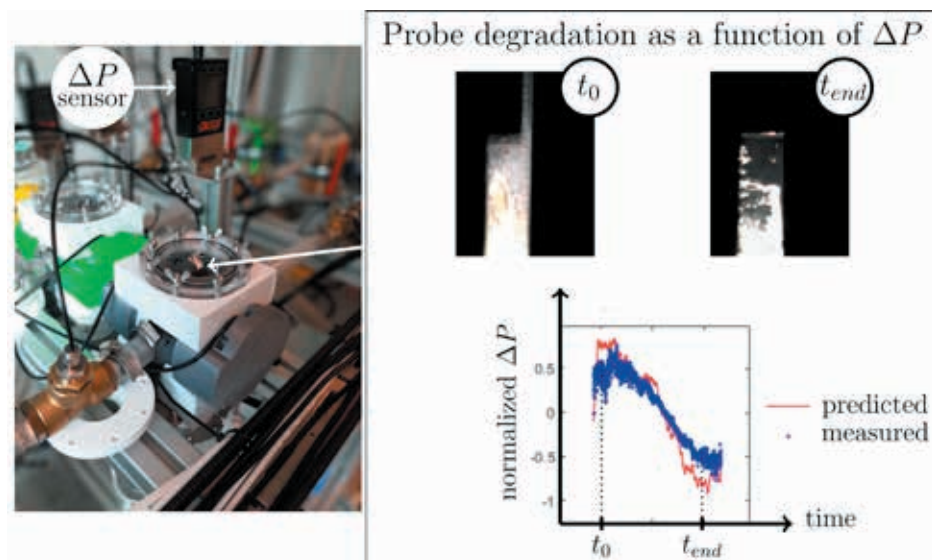 ΔP
sensor
Probe degradation as a function of ΔP
t₀
tₑₙd
normalized ΔP
0.5
0
-0.5
-1
predicted
measured
time
t₀
tₑₙd